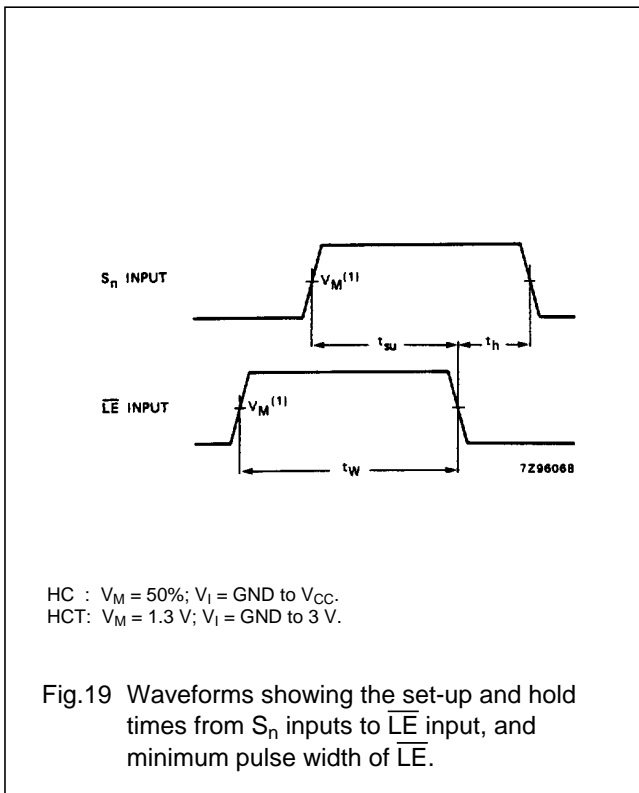 Sn INPUT
VM(1)
tsu
th
LE INPUT
VM(1)
tW
7Z96068
HC : VM = 50%; VI = GND to VCC.
HCT: VM = 1.3 V; VI = GND to 3 V.
Fig.19 Waveforms showing the set-up and hold
times from Sn inputs to LE input, and
minimum pulse width of LE.